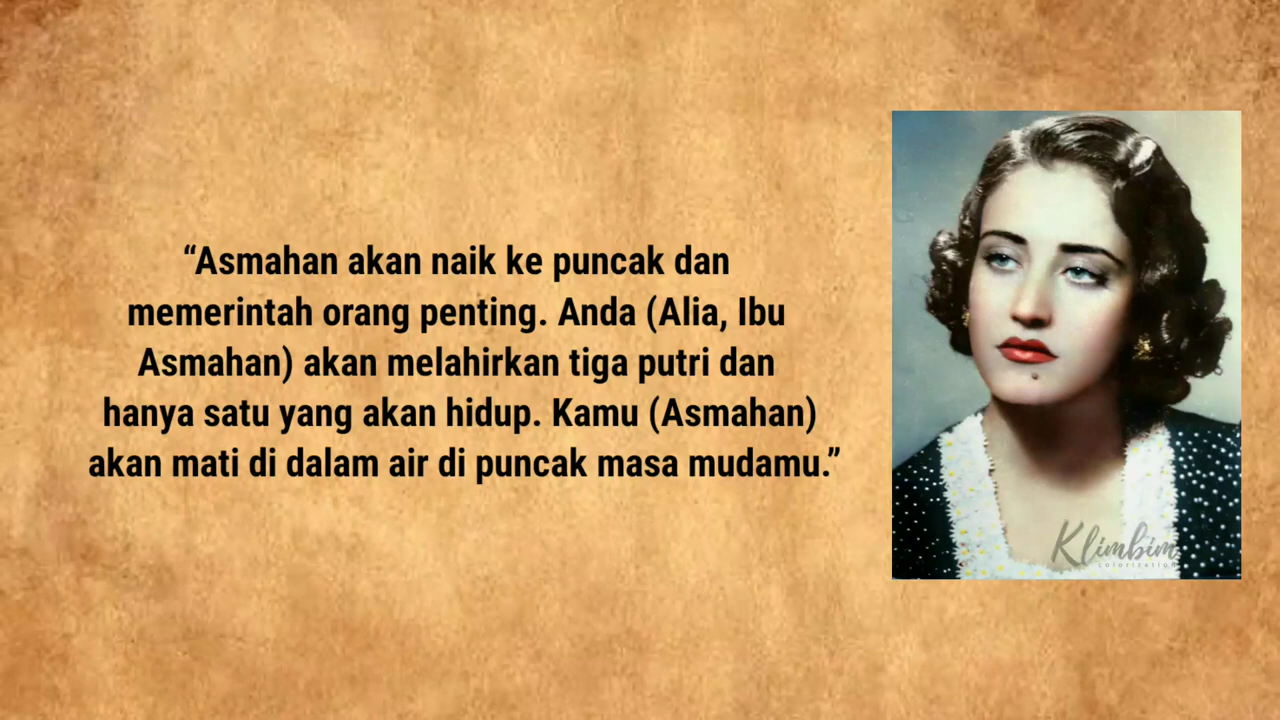 “Asmahan akan naik ke puncak dan
memerintah orang penting. Anda (Alia, Ibu
Asmahan) akan melahirkan tiga putri dan
hanya satu yang akan hidup. Kamu (Asmahan)
akan mati di dalam air di puncak masa mudamu.”
Klimbim
colorization